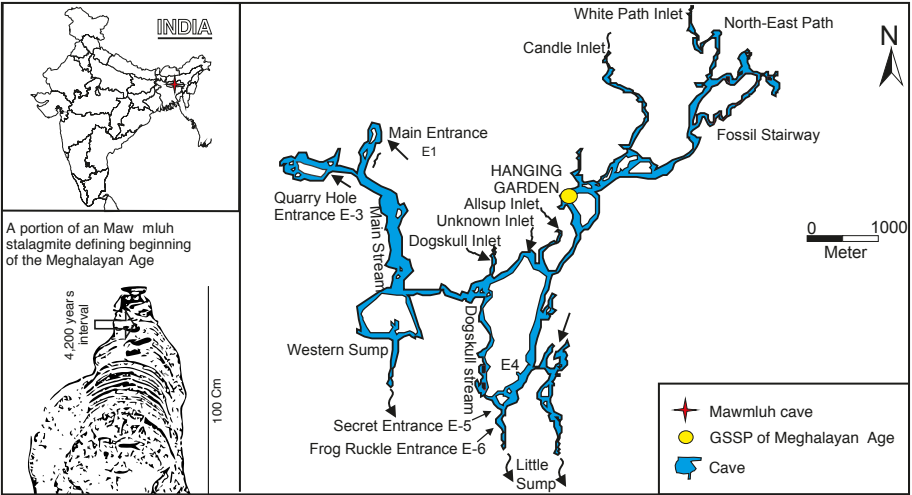 INDIA
A portion of an Maw mluh
stalagmite defining beginning
of the Meghalayan Age
4,200 years
interval
100 Cm
White Path Inlet
North-East Path
Candle Inlet
N
Fossil Stairway
Main Entrance
E1
HANGING
GARDEN
Quarry Hole
Entrance E-3
Allsup Inlet
Unknown Inlet
Dogskull Inlet
Main Stream
0 1000
Meter
Dogskull stream
Western Sump
E4
Secret Entrance E-5
Frog Ruckle Entrance E-6
Little
Sump
Mawmluh cave
GSSP of Meghalayan Age
Cave